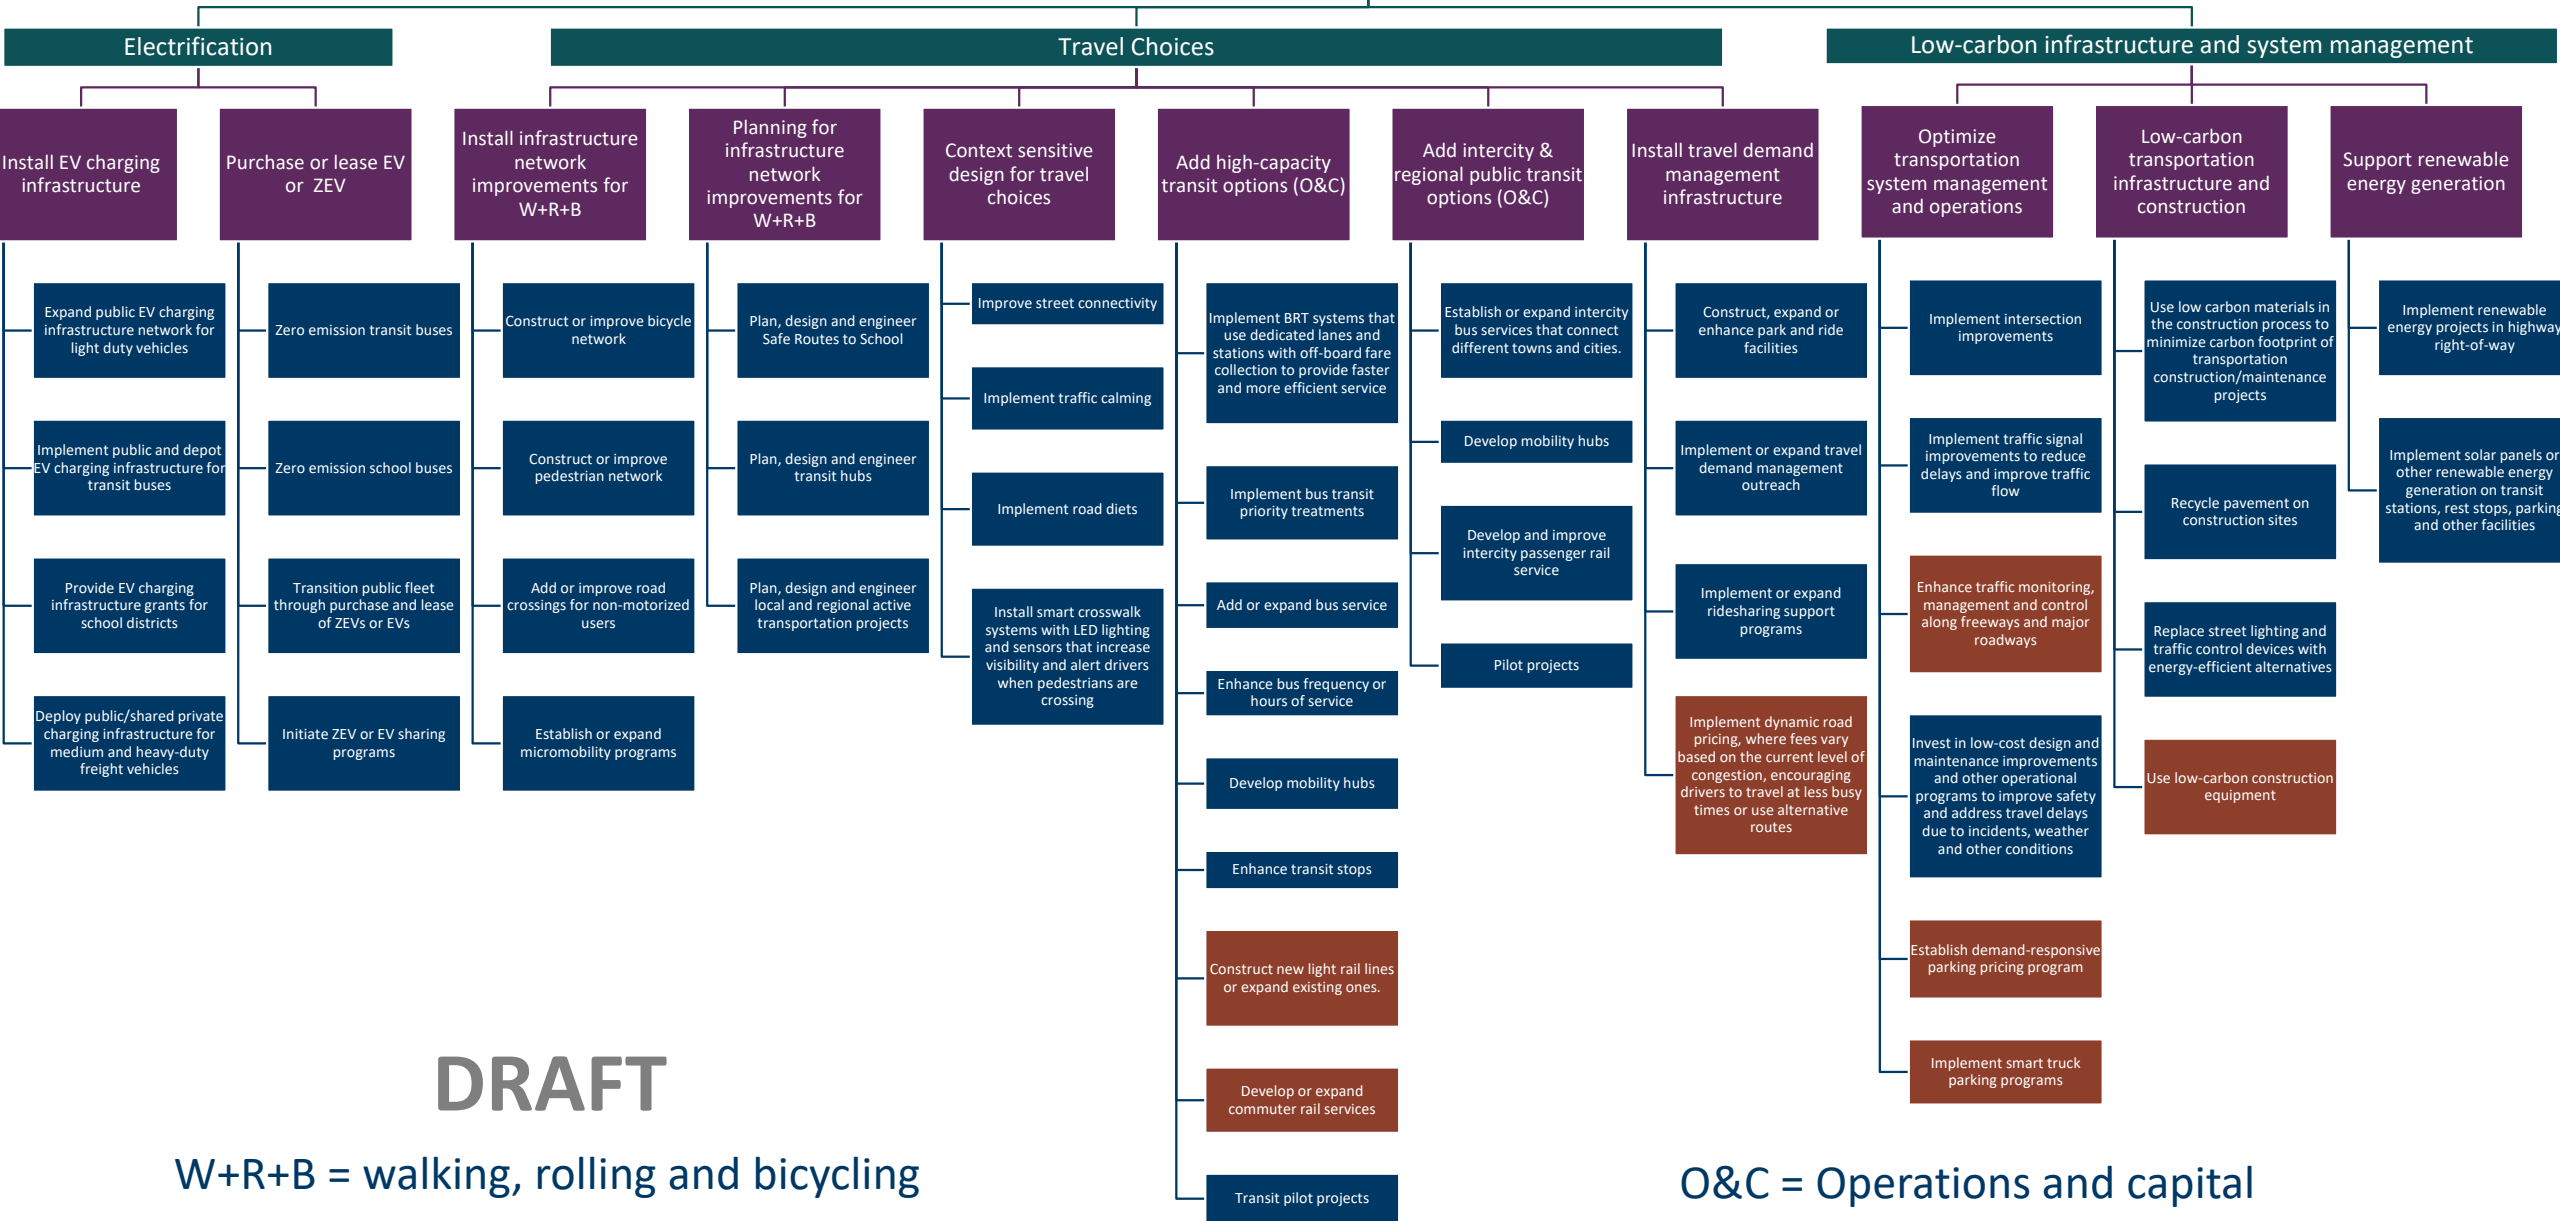 Electrification
Travel Choices
Low-carbon infrastructure and system management
Install EV charging
infrastructure
Expand public EV charging
infrastructure network for
light duty vehicles
Implement public and depot
EV charging infrastructure for
transit buses
Provide EV charging
infrastructure grants for
school districts
Deploy public/shared private
charging infrastructure for
medium and heavy-duty
freight vehicles
Purchase or lease EV
or ZEV
Zero emission transit buses
Zero emission school buses
Transition public fleet
through purchase and lease
of ZEVs or EVs
Initiate ZEV or EV sharing
programs
Install infrastructure
network
improvements for
W+R+B
Construct or improve bicycle
network
Construct or improve
pedestrian network
Add or improve road
crossings for non-motorized
users
Establish or expand
micromobility programs
Planning for
infrastructure
network
improvements for
W+R+B
Plan, design and engineer
Safe Routes to School
Plan, design and engineer
transit hubs
Plan, design and engineer
local and regional active
transportation projects
Context sensitive
design for travel
choices
Improve street connectivity
Implement traffic calming
Implement road diets
Install smart crosswalk
systems with LED lighting
and sensors that increase
visibility and alert drivers
when pedestrians are
crossing
Add high-capacity
transit options (O&C)
Implement BRT systems that
use dedicated lanes and
stations with off-board fare
collection to provide faster
and more efficient service
Implement bus transit
priority treatments
Add or expand bus service
Enhance bus frequency or
hours of service
Develop mobility hubs
Enhance transit stops
Construct new light rail lines
or expand existing ones.
Develop or expand
commuter rail services
Transit pilot projects
Add intercity &
regional public transit
options (O&C)
Establish or expand intercity
bus services that connect
different towns and cities.
Develop mobility hubs
Develop and improve
intercity passenger rail
service
Pilot projects
Install travel demand
management
infrastructure
Construct, expand or
enhance park and ride
facilities
Implement or expand travel
demand management
outreach
Implement or expand
ridesharing support
programs
Implement dynamic road
pricing, where fees vary
based on the current level of
congestion, encouraging
drivers to travel at less busy
times or use alternative
routes
Optimize
transportation
system management
and operations
Implement intersection
improvements
Implement traffic signal
improvements to reduce
delays and improve traffic
flow
Enhance traffic monitoring,
management and control
along freeways and major
roadways
Invest in low-cost design and
maintenance improvements
and other operational
programs to improve safety
and address travel delays
due to incidents, weather
and other conditions
Establish demand-responsive
parking pricing program
Implement smart truck
parking programs
Low-carbon
transportation
infrastructure and
construction
Use low carbon materials in
the construction process to
minimize carbon footprint of
transportation
construction/maintenance
projects
Recycle pavement on
construction sites
Replace street lighting and
traffic control devices with
energy-efficient alternatives
Use low-carbon construction
equipment
Support renewable
energy generation
Implement renewable
energy projects in highway
right-of-way
Implement solar panels or
other renewable energy
generation on transit
stations, rest stops, parking
and other facilities
DRAFT
W+R+B = walking, rolling and bicycling
O&C = Operations and capital